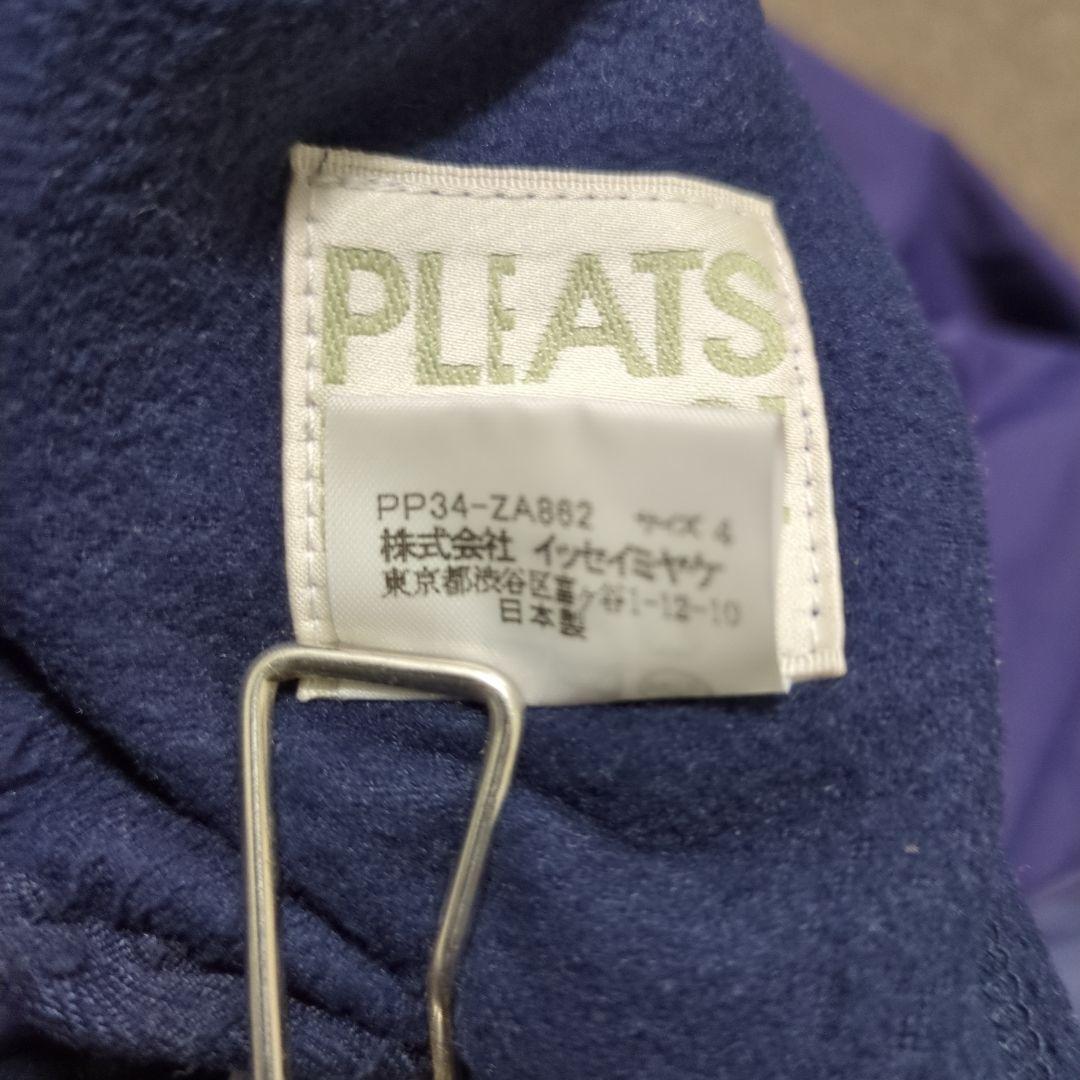 PLEATS
PP34-ZA862 サイズ 4
株式会社 イッセイミヤケ
東京都渋谷区富ヶ谷1-12-10
日本製